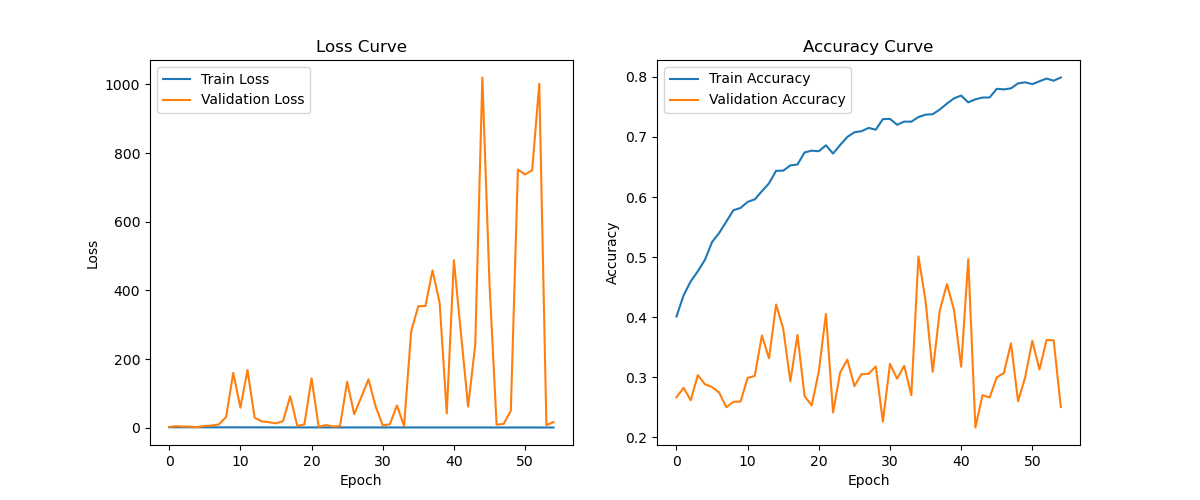 Loss Curve
Train Loss
Validation Loss
1000
800
600
400
200
0
Loss
0 10 20 30 40 50
Epoch
Accuracy Curve
Train Accuracy
Validation Accuracy
0.8
0.7
0.6
0.5
0.4
0.3
0.2
Accuracy
0 10 20 30 40 50
Epoch